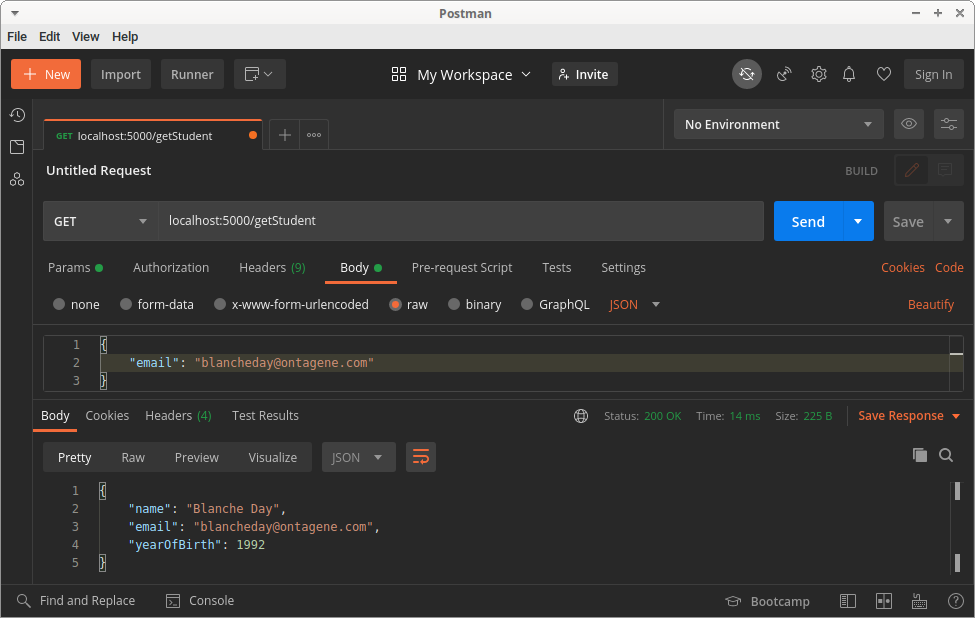 Postman
File Edit View Help
+ New Import Runner My Workspace Invite Sign In
GET localhost:5000/getStudent No Environment
Untitled Request BUILD
GET localhost:5000/getStudent Send Save
Params Authorization Headers (9) Body Pre-request Script Tests Settings Cookies Code
none form-data x-www-form-urlencoded raw binary GraphQL JSON Beautify
1 {
2 "email": "blancheday@ontagene.com"
3 }
Body Cookies Headers (4) Test Results Status: 200 OK Time: 14 ms Size: 225 B Save Response
Pretty Raw Preview Visualize JSON
1 {
2 "name": "Blanche Day",
3 "email": "blancheday@ontagene.com",
4 "yearOfBirth": 1992
5 }
Find and Replace Console Bootcamp